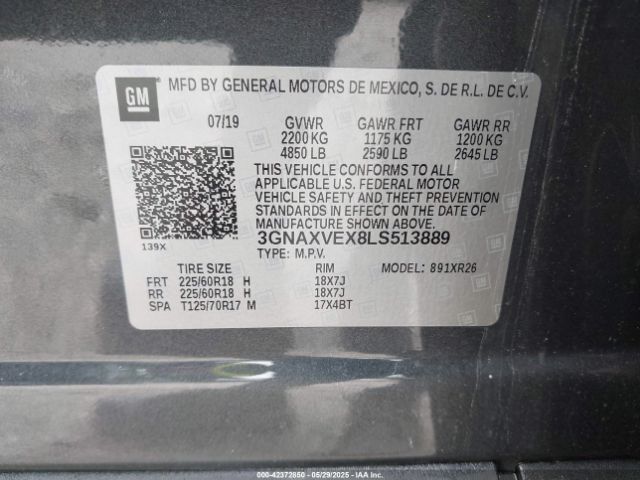 GM
MFD BY GENERAL MOTORS DE MEXICO, S. DE R.L. DE C.V.
07/19 GVWR GAWR FRT GAWR RR
2200 KG 1175 KG 1200 KG
4850 LB 2590 LB 2645 LB
THIS VEHICLE CONFORMS TO ALL
APPLICABLE U.S. FEDERAL MOTOR
VEHICLE SAFETY AND THEFT PREVENTION
STANDARDS IN EFFECT ON THE DATE OF
MANUFACTURE SHOWN ABOVE.
3GNAXVEX8LS513889
139X
TYPE: M.P.V.
TIRE SIZE RIM MODEL: 891XR26
FRT 225/60R18 H 18X7J
RR 225/60R18 H 18X7J
SPA T125/70R17 M 17X4BT
000-42372850 05/29/2025 IAAI.COM